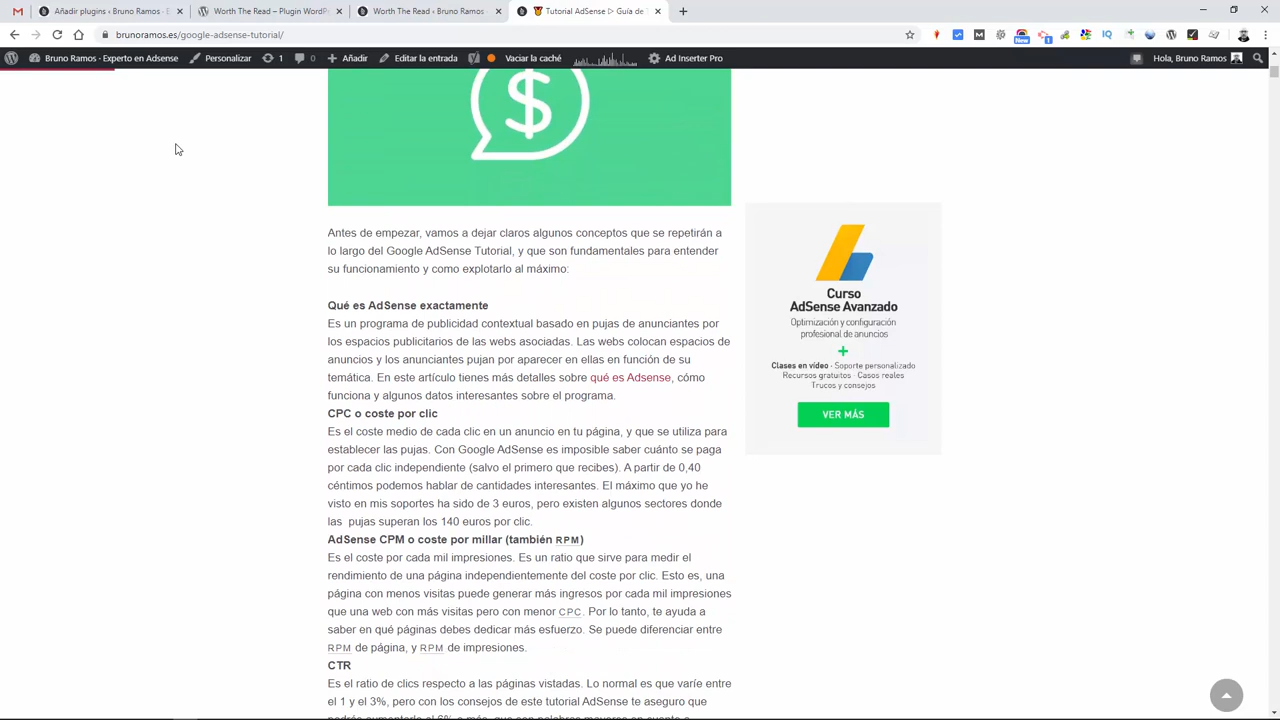 Añadir plugins ‹ Bruno Ramos - E
Worth The Read – Plugin WordPr
Worth The Read ‹ Bruno Ramos -
Tutorial AdSense ▷ Guía de T
brunoramos.es/google-adsense-tutorial/
Bruno Ramos - Experto en Adsense
Personalizar
1
0
Añadir
Editar la entrada
Vaciar la caché
Ad Inserter Pro
Hola, Bruno Ramos
$
Antes de empezar, vamos a dejar claros algunos conceptos que se repetirán a
lo largo del Google AdSense Tutorial, y que son fundamentales para entender
su funcionamiento y como explotarlo al máximo:
Qué es AdSense exactamente
Es un programa de publicidad contextual basado en pujas de anunciantes por
los espacios publicitarios de las webs asociadas. Las webs colocan espacios de
anuncios y los anunciantes pujan por aparecer en ellas en función de su
temática. En este artículo tienes más detalles sobre qué es Adsense, cómo
funciona y algunos datos interesantes sobre el programa.
CPC o coste por clic
Es el coste medio de cada clic en un anuncio en tu página, y que se utiliza para
establecer las pujas. Con Google AdSense es imposible saber cuánto se paga
por cada clic independiente (salvo el primero que recibes). A partir de 0,40
céntimos podemos hablar de cantidades interesantes. El máximo que yo he
visto en mis soportes ha sido de 3 euros, pero existen algunos sectores donde
las pujas superan los 140 euros por clic.
AdSense CPM o coste por millar (también RPM)
Es el coste por cada mil impresiones. Es un ratio que sirve para medir el
rendimiento de una página independientemente del coste por clic. Esto es, una
página con menos visitas puede generar más ingresos por cada mil impresiones
que una web con más visitas pero con menor CPC. Por lo tanto, te ayuda a
saber en qué páginas debes dedicar más esfuerzo. Se puede diferenciar entre
RPM de página, y RPM de impresiones.
CTR
Es el ratio de clics respecto a las páginas vistadas. Lo normal es que varíe entre
el 1 y el 3%, pero con los consejos de este tutorial AdSense te aseguro que
Curso
AdSense Avanzado
Optimización y configuración
profesional de anuncios
+
Clases en vídeo · Soporte personalizado
Recursos gratuitos · Casos reales
Trucos y consejos
VER MÁS